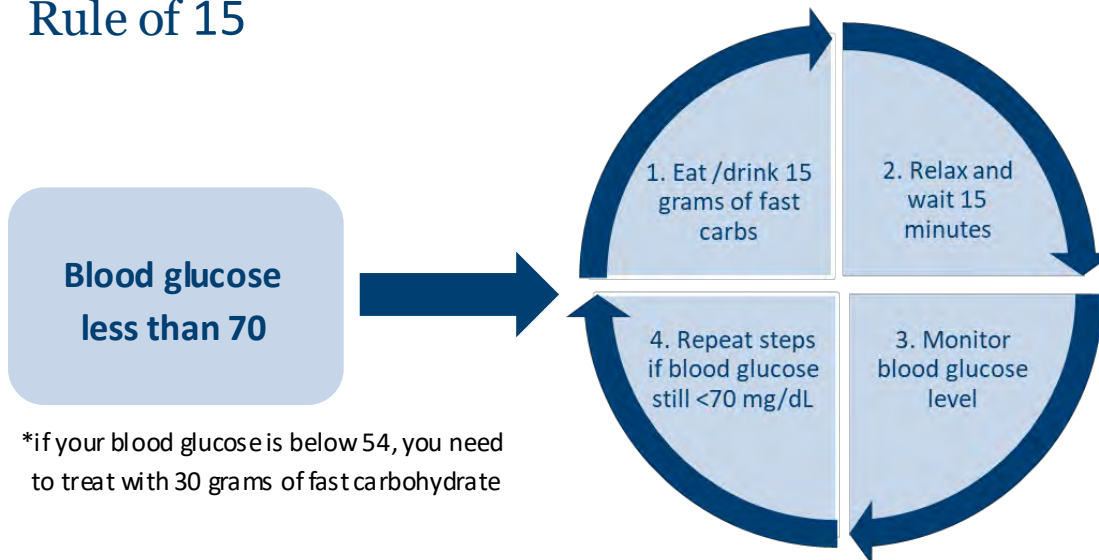 Rule of 15
1. Eat /drink 15
grams of fast
carbs
2. Relax and
wait 15
minutes
Blood glucose
less than 70
4. Repeat steps
if blood glucose
still <70 mg/dL
3. Monitor
blood glucose
level
*if your blood glucose is below 54, you need
to treat with 30 grams of fast carbohydrate